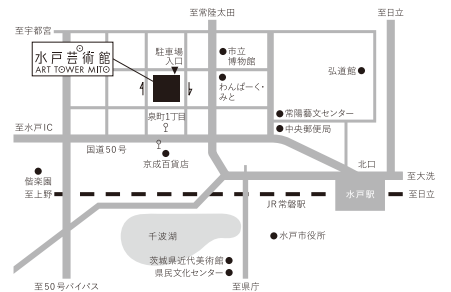 至常陸太田
至日立
至宇都宮
水戸芸術館
ART TOWER MITO
駐車場
入口
市立
博物館
弘道館
わんぱーく・
みと
泉町1丁目
常陽藝文センター
中央郵便局
至水戸IC
国道50号
京成百貨店
北口
至大洗
偕楽園
至上野
水戸駅
至日立
JR常磐駅
千波湖
水戸市役所
茨城県近代美術館
県民文化センター
至50号バイパス
至県庁